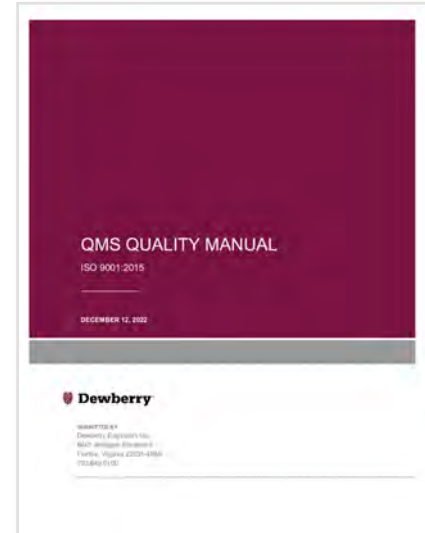 QMS QUALITY MANUAL
ISO 9001:2015
DECEMBER 12, 2022
Dewberry
SUBMITTED BY
Dewberry Engineers Inc.
Fairfax, Virginia